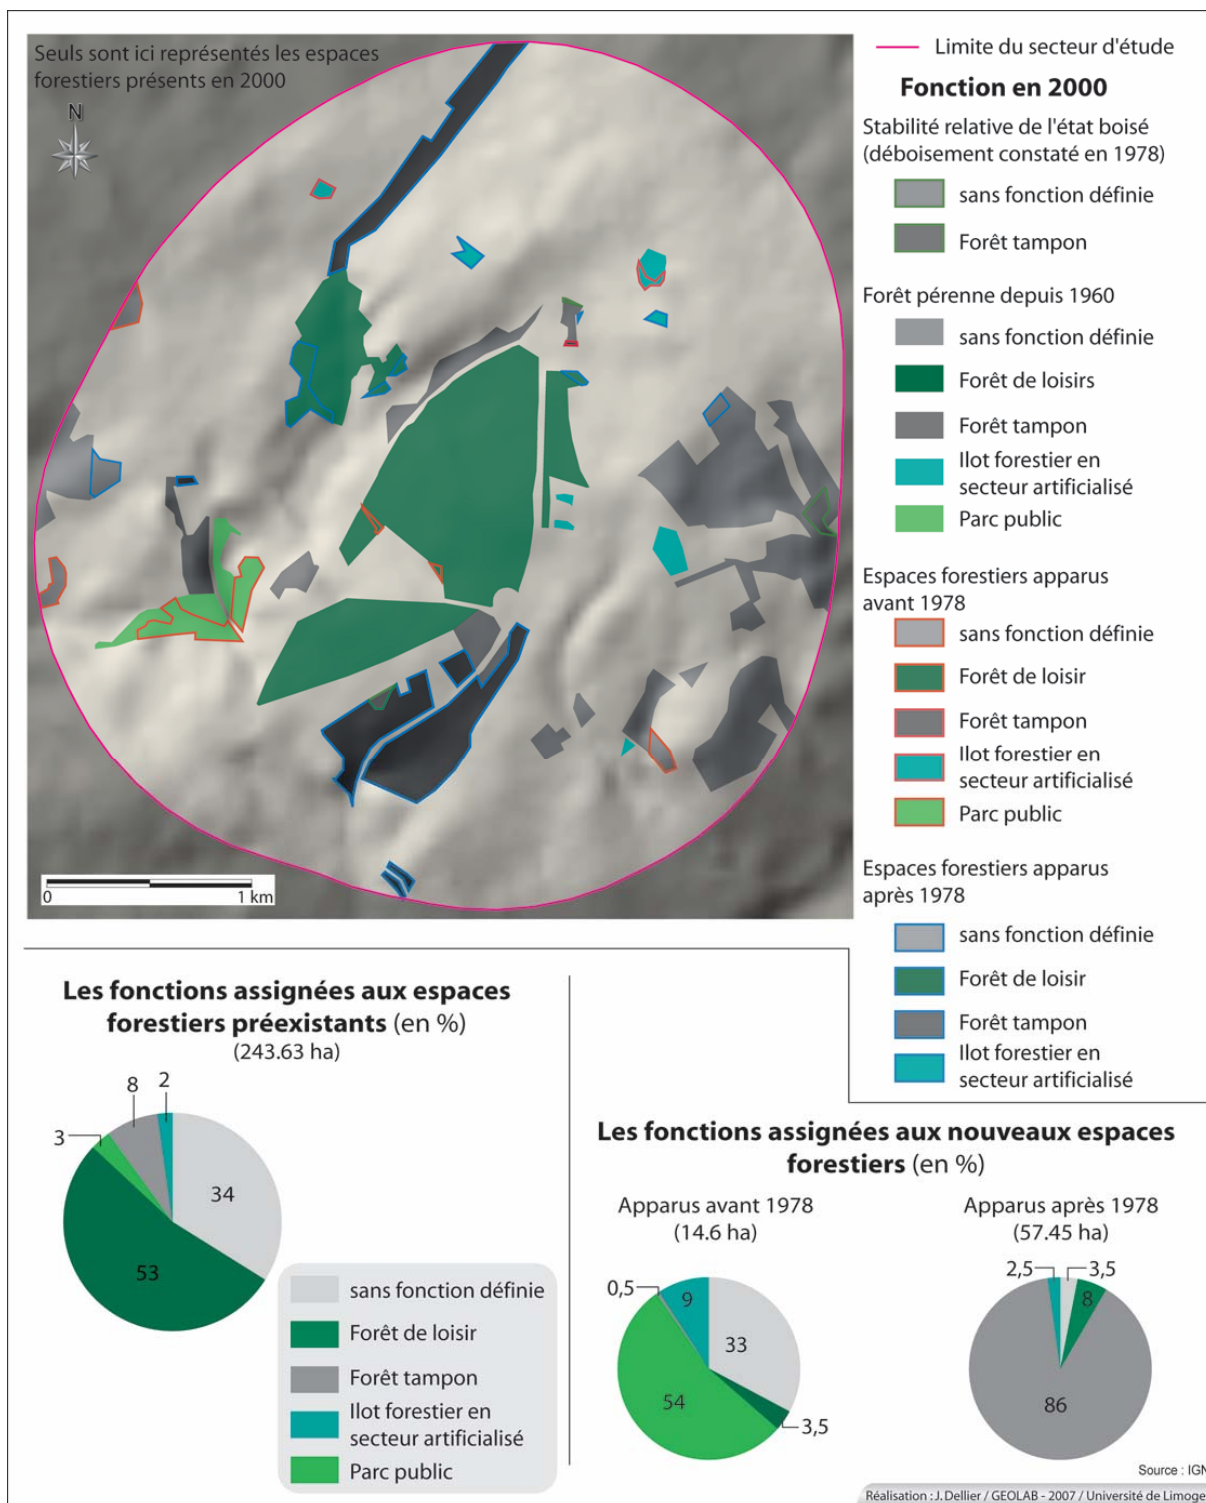 Seuls sont ici représentés les espaces
forestiers présents en 2000
N
0
1 km
Limite du secteur d'étude
Fonction en 2000
Stabilité relative de l'état boisé
(déboisement constaté en 1978)
sans fonction définie
Forêt tampon
Forêt pérenne depuis 1960
sans fonction définie
Forêt de loisirs
Forêt tampon
Ilot forestier en
secteur artificialisé
Parc public
Espaces forestiers apparus
avant 1978
sans fonction définie
Forêt de loisir
Forêt tampon
Ilot forestier en
secteur artificialisé
Parc public
Espaces forestiers apparus
après 1978
sans fonction définie
Forêt de loisir
Forêt tampon
Ilot forestier en
secteur artificialisé
Les fonctions assignées aux espaces
forestiers préexistants (en %)
(243.63 ha)
8
2
3
34
53
sans fonction définie
Forêt de loisir
Forêt tampon
Ilot forestier en
secteur artificialisé
Parc public
Les fonctions assignées aux nouveaux espaces
forestiers (en %)
Apparus avant 1978
(14.6 ha)
0,5
9
33
54
3,5
Apparus après 1978
(57.45 ha)
2,5
3,5
8
86
Source : IGN
Réalisation : J. Dellier / GEOLAB - 2007 / Université de Limoge